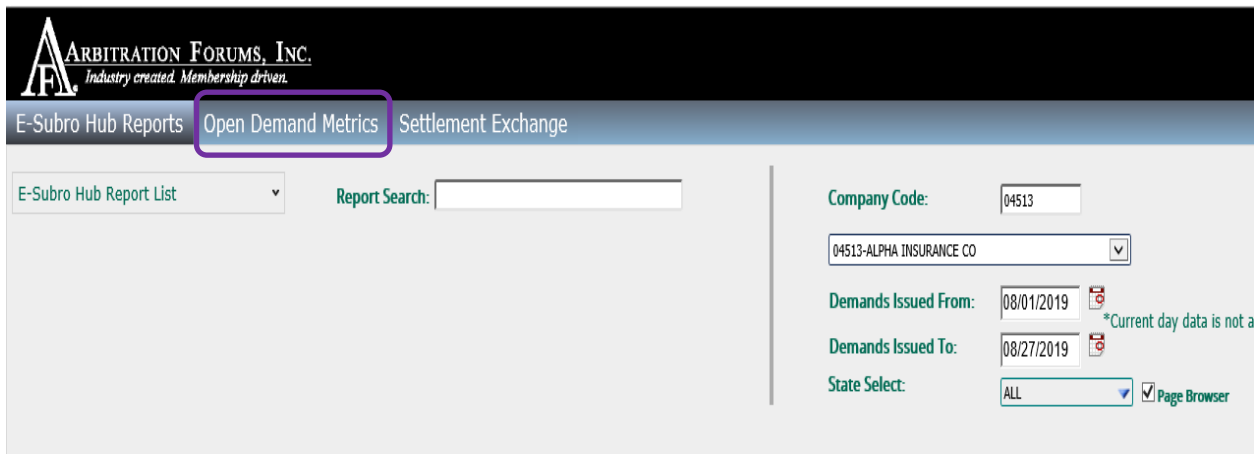 ARBITRATION FORUMS, INC.
Industry created. Membership driven.
E-Subro Hub Reports Open Demand Metrics Settlement Exchange
E-Subro Hub Report List
Report Search:
Company Code: 04513
04513-ALPHA INSURANCE CO
Demands Issued From: 08/01/2019
*Current day data is not a
Demands Issued To: 08/27/2019
State Select: ALL Page Browser